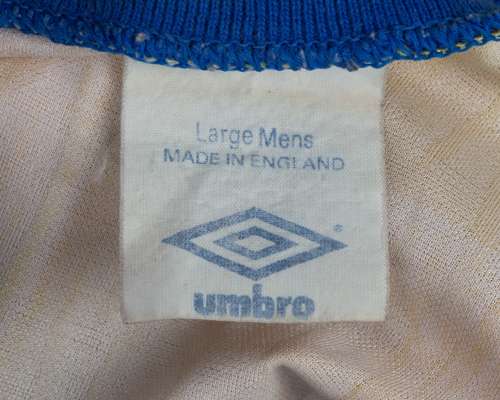 Large Mens
MADE IN ENGLAND
®
umbro